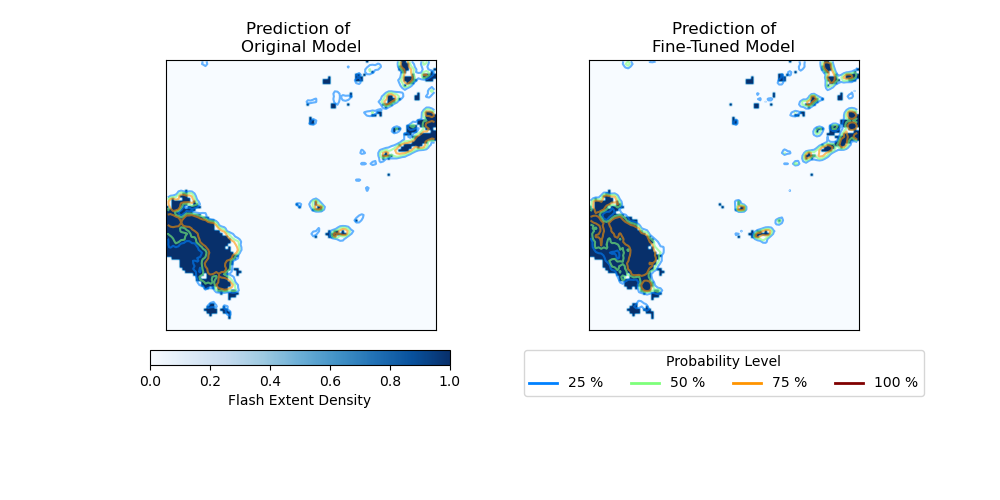 Prediction of
Original Model
Prediction of
Fine-Tuned Model
0.0 0.2 0.4 0.6 0.8 1.0
Flash Extent Density
Probability Level
25 % 50 % 75 % 100 %